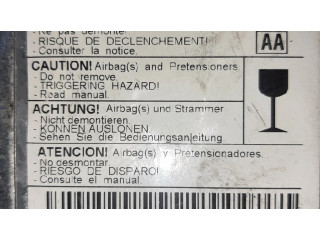 - Ne pas démonter.
- RISQUE DE DECLENCHEMENT!
- Consulter la notice.
AA
CAUTION! Airbag(s) and Pretensioners
- Do not remove.
- TRIGGERING HAZARD!
- Read manual.
ACHTUNG! Airbag(s) und Strammer
- Nicht demontieren.
- KONNEN AUSLONEN.
- Sehen Sie die Bedienungsanleitung
ATENCION! Airbag(s) y Pretensionadores.
- No desmontar.
- RIESGO DE DISPARO!
- Consulte el manual.